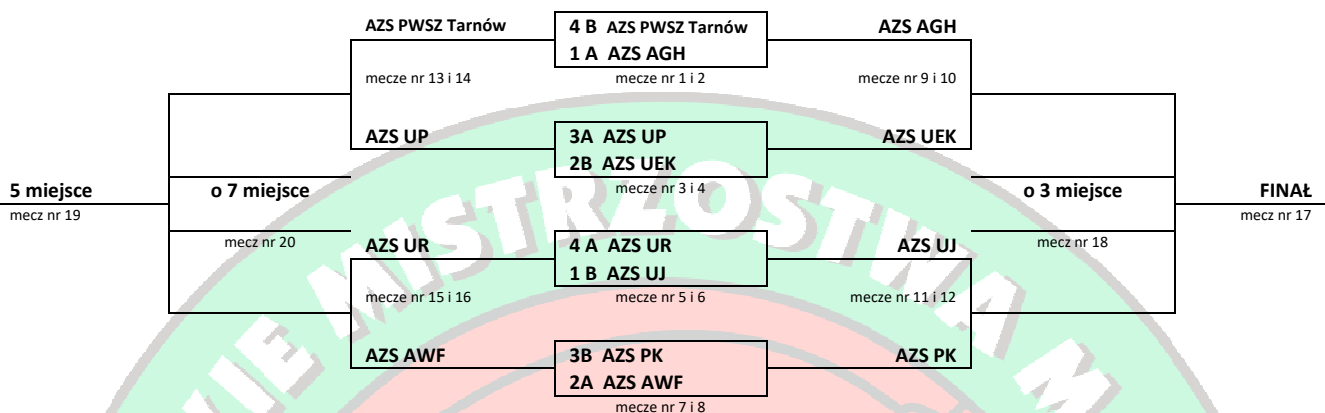 AZS PWSZ Tarnów 4 B AZS PWSZ Tarnów AZS AGH
1 A AZS AGH
mecze nr 13 i 14 mecze nr 1 i 2 mecze nr 9 i 10
AZS UP 3A AZS UP AZS UEK
2B AZS UEK
5 miejsce o 7 miejsce mecze nr 3 i 4 o 3 miejsce FINAŁ
mecz nr 19 mecz nr 17
mecz nr 20 AZS UR 4 A AZS UR AZS UJ mecz nr 18
1 B AZS UJ
mecze nr 15 i 16 mecze nr 5 i 6 mecze nr 11 i 12
AZS AWF 3B AZS PK AZS PK
2A AZS AWF
mecze nr 7 i 8
KIE MISTRZOSTWA M